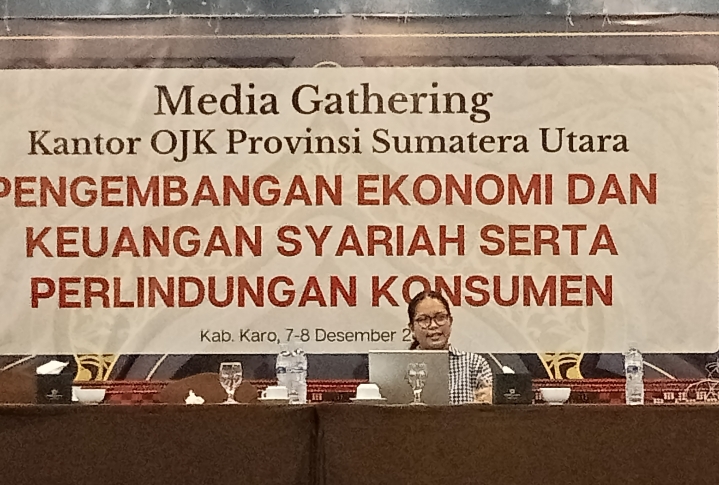 Media Gathering
Kantor OJK Provinsi Sumatera Utara
PENGEMBANGAN EKONOMI DAN
KEUANGAN SYARIAH SERTA
PERLINDUNGAN KONSUMEN
Kab. Karo, 7-8 Desember 2